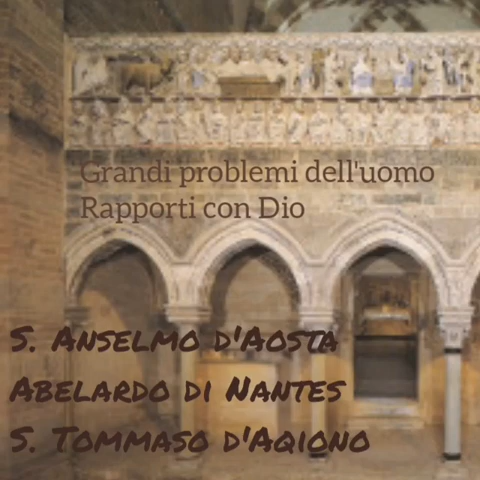 Grandi problemi dell'uomo
Rapporti con Dio
S. Anselmo d'Aosta
Abelardo di Nantes
S. Tommaso d'Aqiono